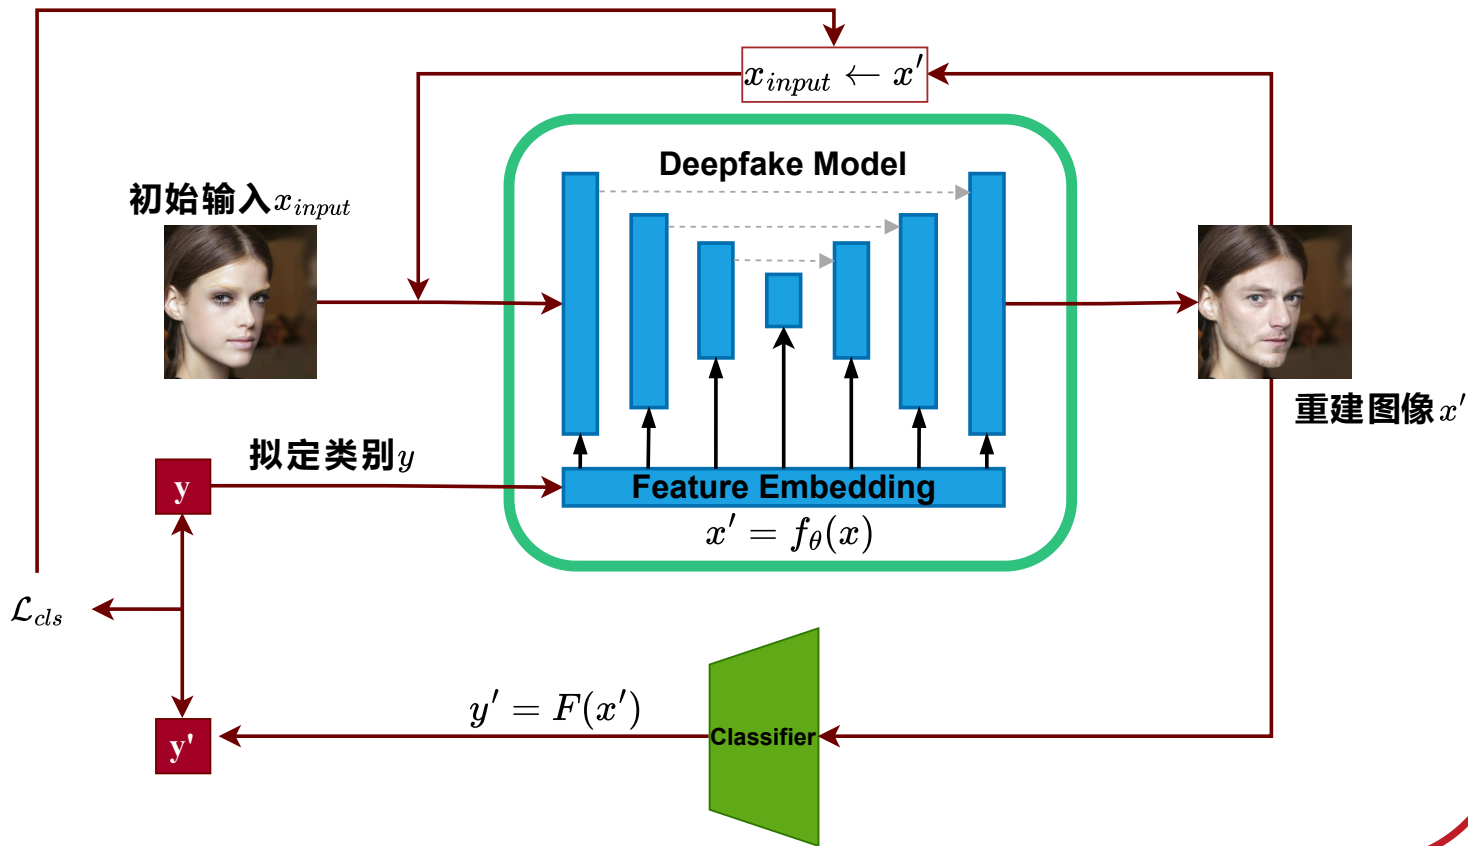 x_{input} ← x′
Deepfake Model
初始输入x_{input}
重建图像x′
拟定类别y
y
Feature Embedding
x′ = f_θ(x)
ℒ_{cls}
y′ = F(x′)
y'
Classifier